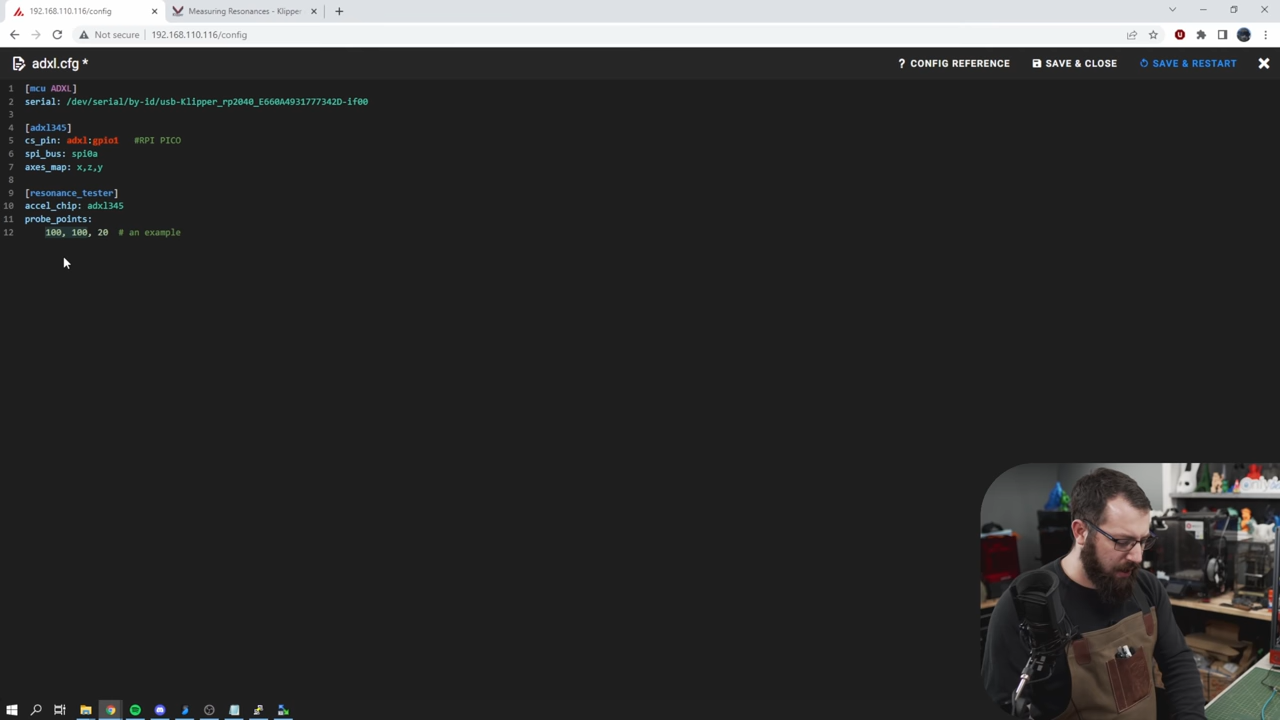 192.168.110.116/config
Measuring Resonances - Klipper
Not secure
192.168.110.116/config
adxl.cfg *
? CONFIG REFERENCE
SAVE & CLOSE
SAVE & RESTART
1 [mcu ADXL]
2 serial: /dev/serial/by-id/usb-Klipper_rp2040_E660A4931777342D-if00
3
4 [adxl345]
5 cs_pin: adxl:gpio1 #RPI PICO
6 spi_bus: spi0a
7 axes_map: x,z,y
8
9 [resonance_tester]
10 accel_chip: adxl345
11 probe_points:
12 100, 100, 20 # an example